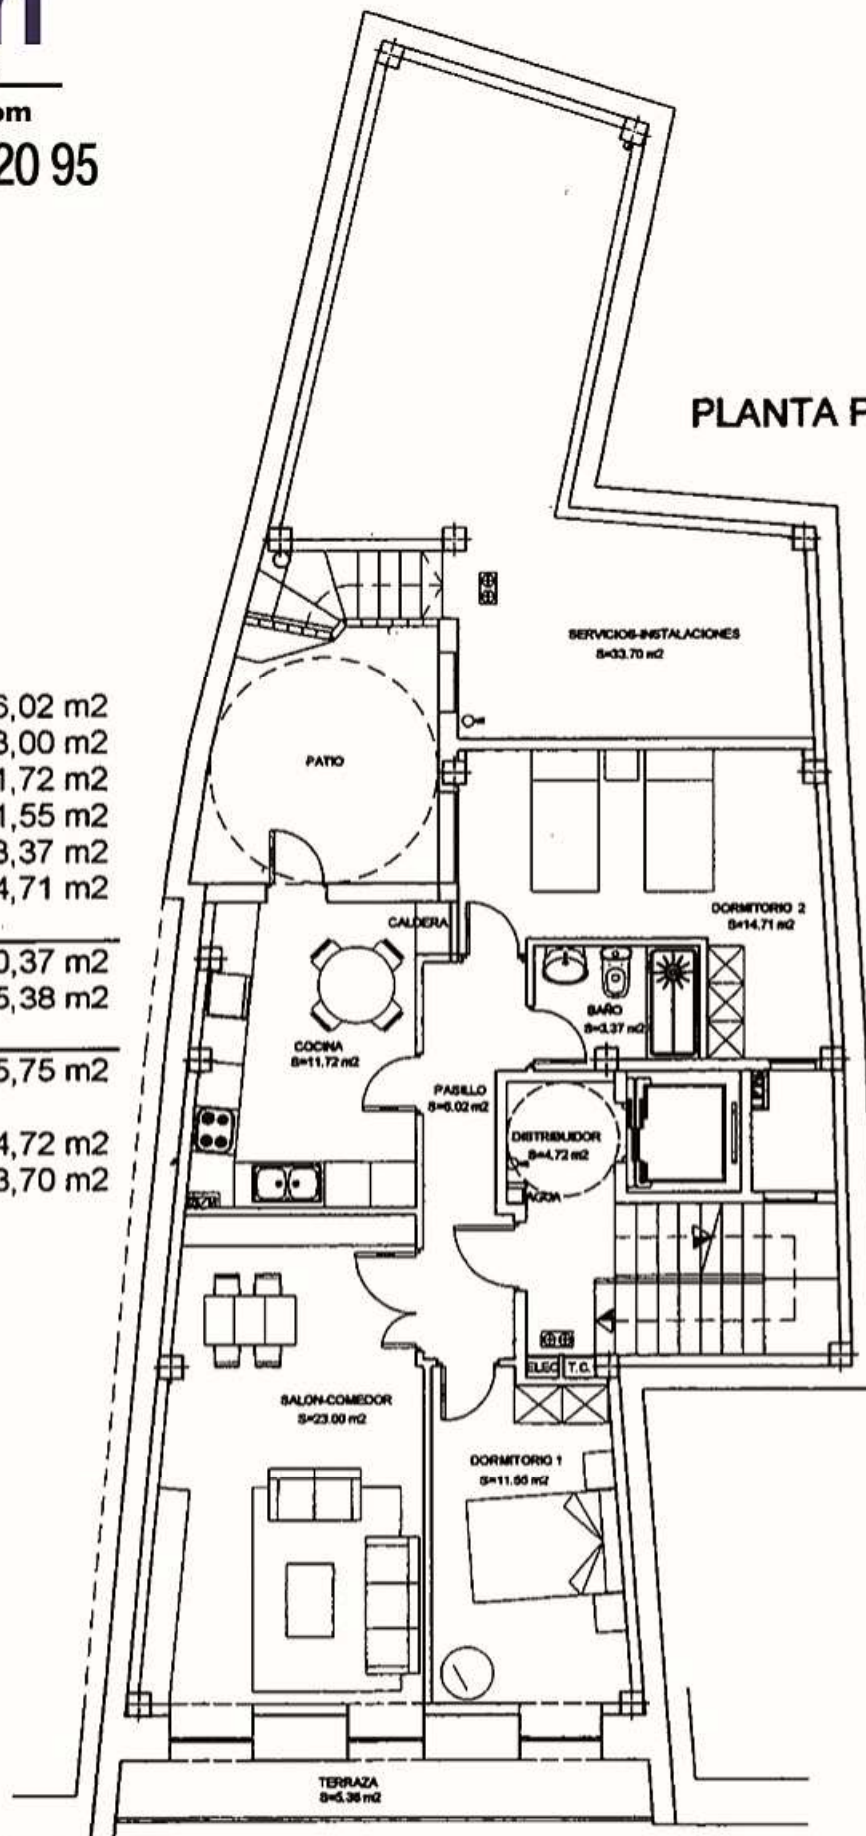 om
20 95
PLANTA P
SERVICIOS-INSTALACIONES
S=33.70 m2
6,02 m2
3,00 m2
1,72 m2
1,55 m2
3,37 m2
4,71 m2
0,37 m2
5,38 m2
5,75 m2
4,72 m2
3,70 m2
PATIO
CALDERA
DORMITORIO 2
S=14.71 m2
BAÑO
S=3.37 m2
COCINA
S=11.72 m2
PASILLO
S=6.02 m2
DISTRIBUIDOR
S=4,72 m2
AGUA
ELEC
T.C.
SALON-COMEDOR
S=23.00 m2
DORMITORIO 1
S=11.55 m2
TERRAZA
S=5.38 m2